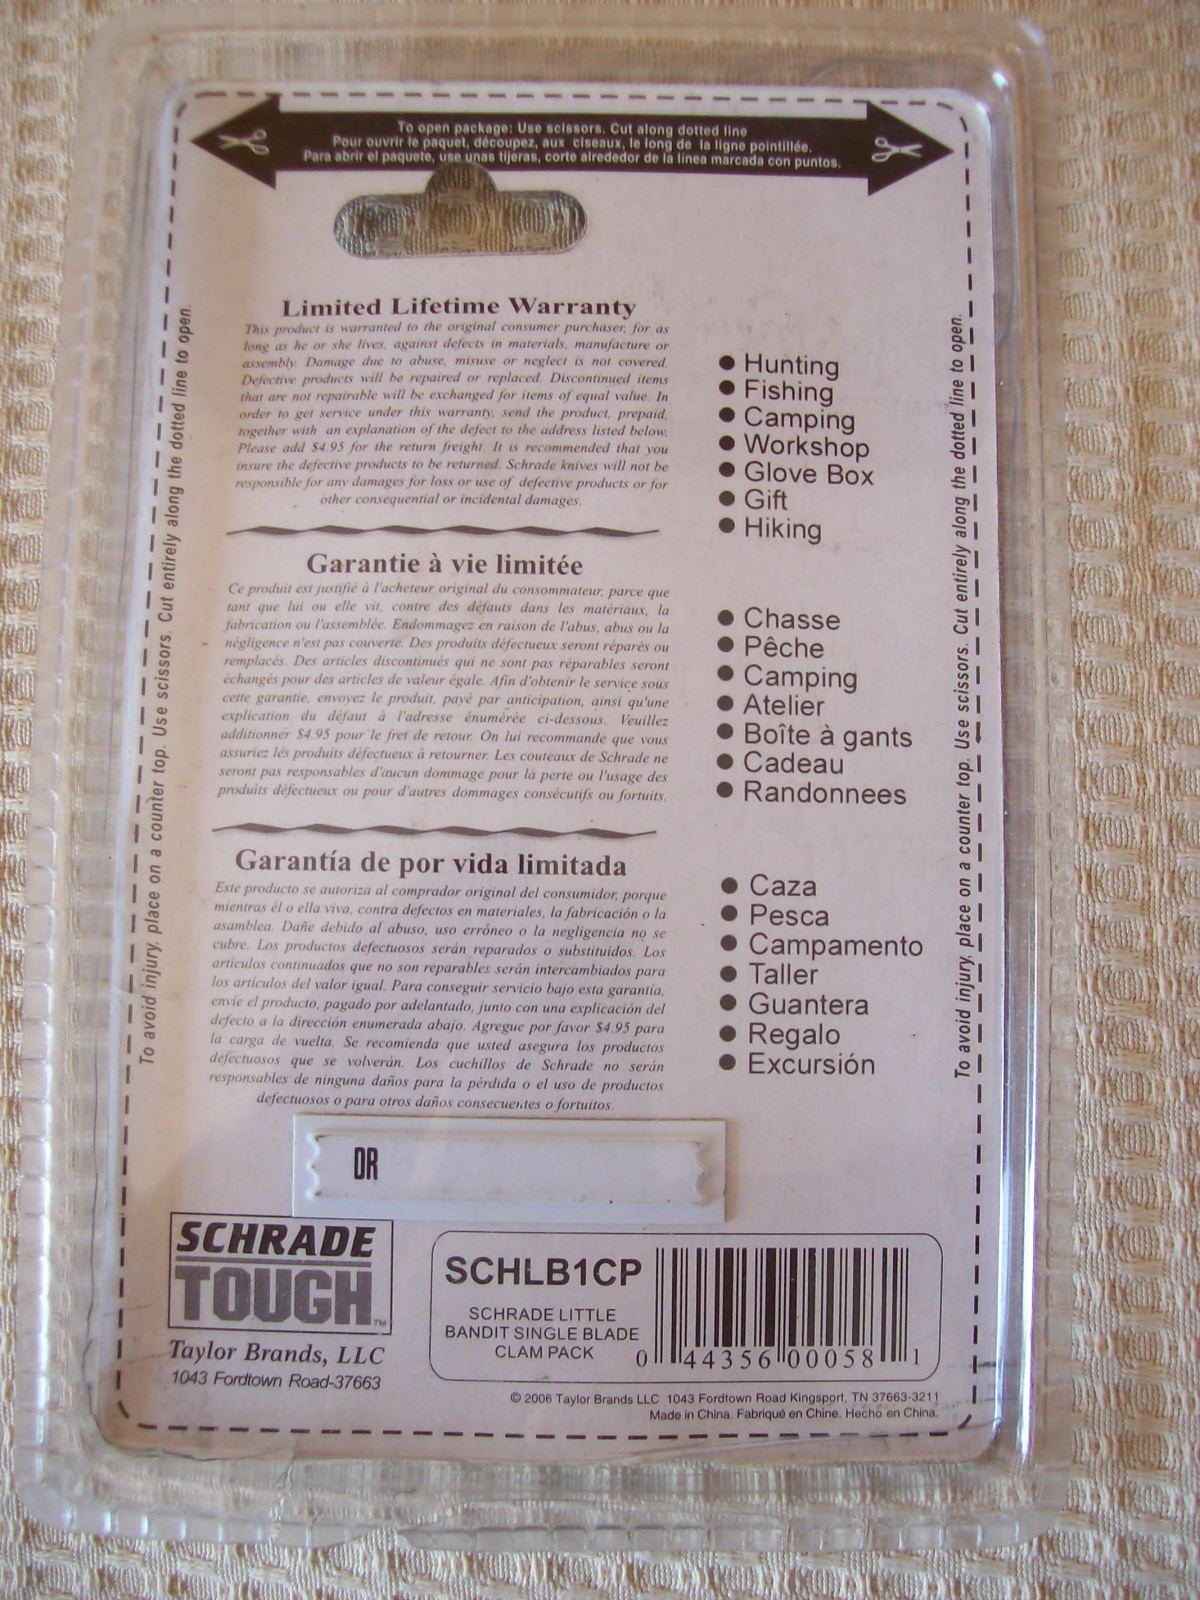 To open package: Use scissors. Cut along dotted line
Pour ouvrir le paquet, découpez, aux ciseaux, le long de la ligne pointillée.
Para abrir el paquete, use unas tijeras, corte alrededor de la línea marcada con puntos.
To avoid injury, place on a counter top. Use scissors. Cut entirely along the dotted line to open.
Limited Lifetime Warranty
This product is warranted to the original consumer purchaser, for as
long as he or she lives, against defects in materials, manufacture or
assembly. Damage due to abuse, misuse or neglect is not covered.
Defective products will be repaired or replaced. Discontinued items
that are not repairable will be exchanged for items of equal value. In
order to get service under this warranty, send the product, prepaid,
together with an explanation of the defect to the address listed below.
Please add $4.95 for the return freight. It is recommended that you
insure the defective products to be returned. Schrade knives will not be
responsible for any damages for loss or use of defective products or for
other consequential or incidental damages.
Garantie à vie limitée
Ce produit est justifié à l'acheteur original du consommateur, parce que
tant que lui ou elle vit, contre des défauts dans les matériaux, la
fabrication ou l'assemblée. Endommagez en raison de l'abus, abus ou la
négligence n'est pas couverte. Des produits défectueux seront réparés ou
remplacés. Des articles discontinués qui ne sont pas réparables seront
échangés pour des articles de valeur égale. Afin d'obtenir le service sous
cette garantie, envoyez le produit, payé par anticipation, ainsi qu'une
explication du défaut à l'adresse énumérée ci-dessous. Veuillez
additionner $4.95 pour le fret de retour. On lui recommande que vous
assuriez les produits défectueux à retourner. Les couteaux de Schrade ne
seront pas responsables d'aucun dommage pour la perte ou l'usage des
produits défectueux ou pour d'autres dommages consécutifs ou fortuits.
Garantía de por vida limitada
Este producto se autoriza al comprador original del consumidor, porque
mientras él o ella viva, contra defectos en materiales, la fabricación o la
asamblea. Dañe debido al abuso, uso erróneo o la negligencia no se
cubre. Los productos defectuosos serán reparados o substituidos. Los
artículos continuados que no son reparables serán intercambiados para
los artículos del valor igual. Para conseguir servicio bajo esta garantía,
envíe el producto, pagado por adelantado, junto con una explicación del
defecto a la dirección enumerada abajo. Agregue por favor $4.95 para
la carga de vuelta. Se recomienda que usted asegura los productos
defectuosos que se volverán. Los cuchillos de Schrade no serán
responsables de ninguna daños para la pérdida o el uso de productos
defectuosos o para otros daños consecuentes o fortuitos.
● Hunting
● Fishing
● Camping
● Workshop
● Glove Box
● Gift
● Hiking
● Chasse
● Pêche
● Camping
● Atelier
● Boîte à gants
● Cadeau
● Randonnees
● Caza
● Pesca
● Campamento
● Taller
● Guantera
● Regalo
● Excursión
To avoid injury, place on a counter top. Use scissors. Cut entirely along the dotted line to open.
DR
SCHRADE
TOUGH™
Taylor Brands, LLC
1043 Fordtown Road-37663
SCHLB1CP
SCHRADE LITTLE
BANDIT SINGLE BLADE
CLAM PACK
0 44356 00058 1
© 2006 Taylor Brands LLC 1043 Fordtown Road Kingsport, TN 37663-3211
Made in China. Fabriqué en Chine. Hecho en China.